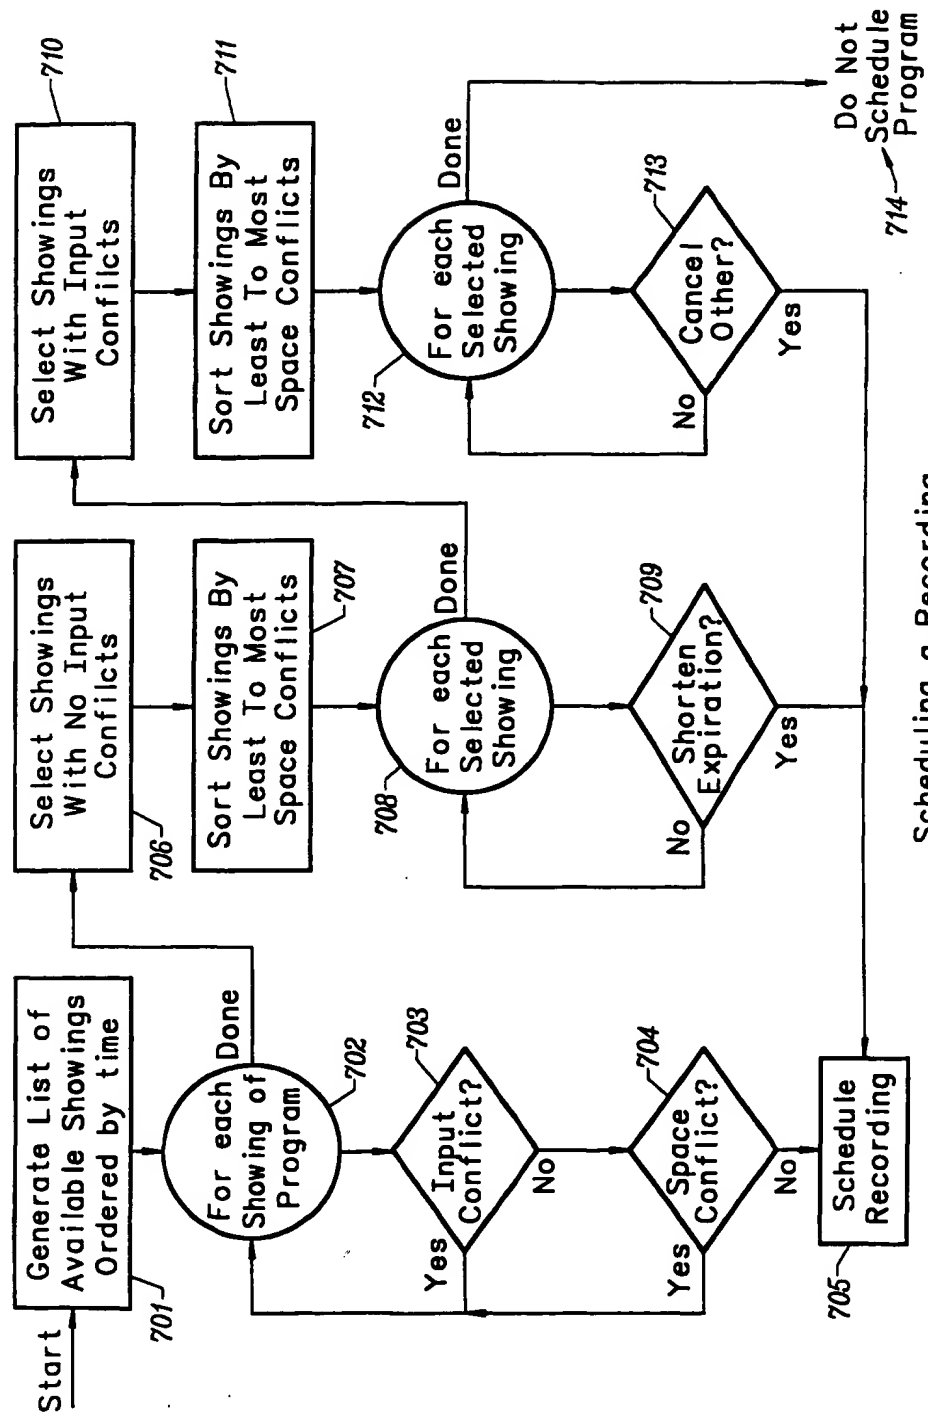 Start
Generate List of
Available Showings
Ordered by time
701
For each
Showing of
Program
Done
702
Input
Conflict?
703
Yes
No
Space
Conflict?
704
Yes
No
Schedule
Recording
705
Select Showings
With No Input
Confilcts
706
Sort Showings By
Least To Most
Space Conflicts
707
For each
Selected
Showing
Done
708
Shorten
Expiration?
709
No
Yes
Select Showings
With Input
Confilcts
710
Sort Showings By
Least To Most
Space Conflicts
711
For each
Selected
Showing
Done
712
Cancel
Other?
713
No
Yes
Do Not
Schedule
Program
714
Scheduling a Recording